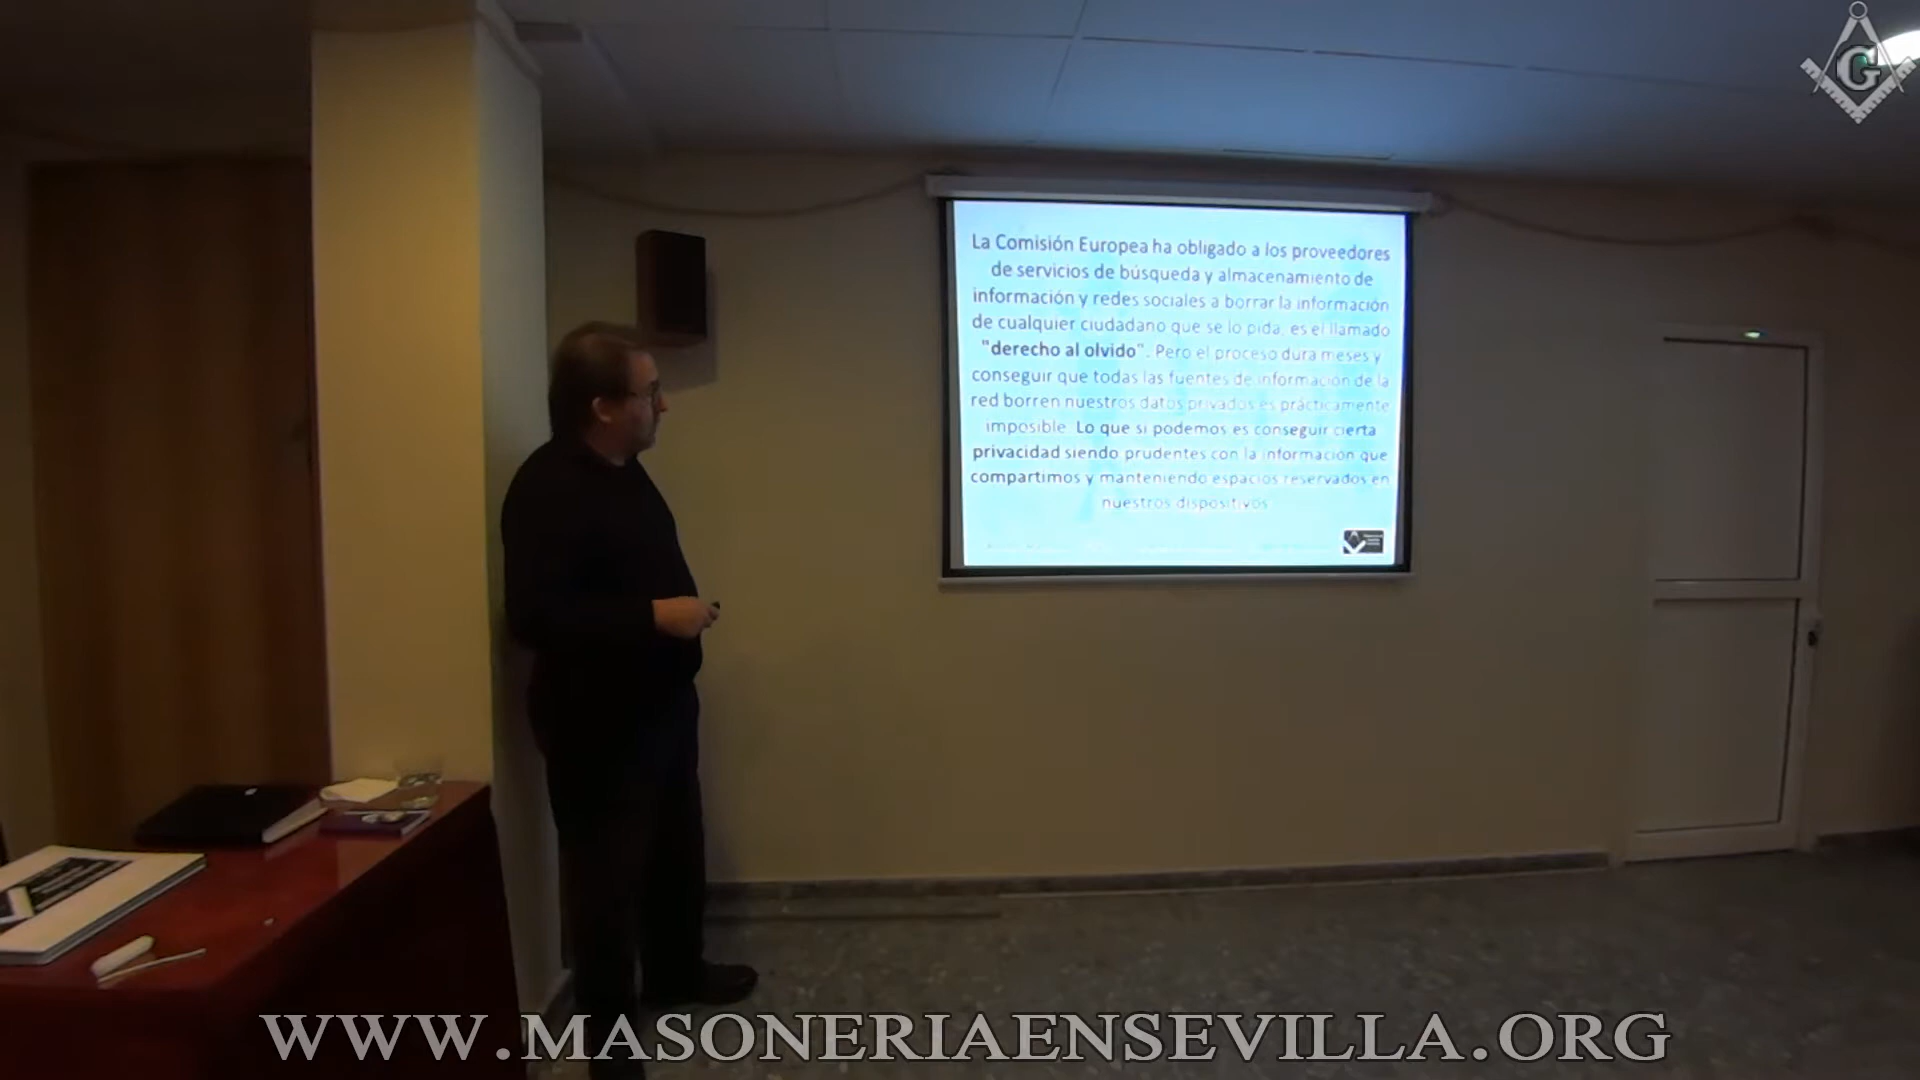 G
La Comisión Europea ha obligado a los proveedores
de servicios de búsqueda y almacenamiento de
información y redes sociales a borrar la información
de cualquier ciudadano que se lo pida, es el llamado
"derecho al olvido". Pero el proceso dura meses y
conseguir que todas las fuentes de información de la
red borren nuestros datos privados es prácticamente
imposible. Lo que si podemos es conseguir cierta
privacidad siendo prudentes con la información que
compartimos y manteniendo espacios reservados en
nuestros dispositivos
WWW.MASONERIAENSEVILLA.ORG